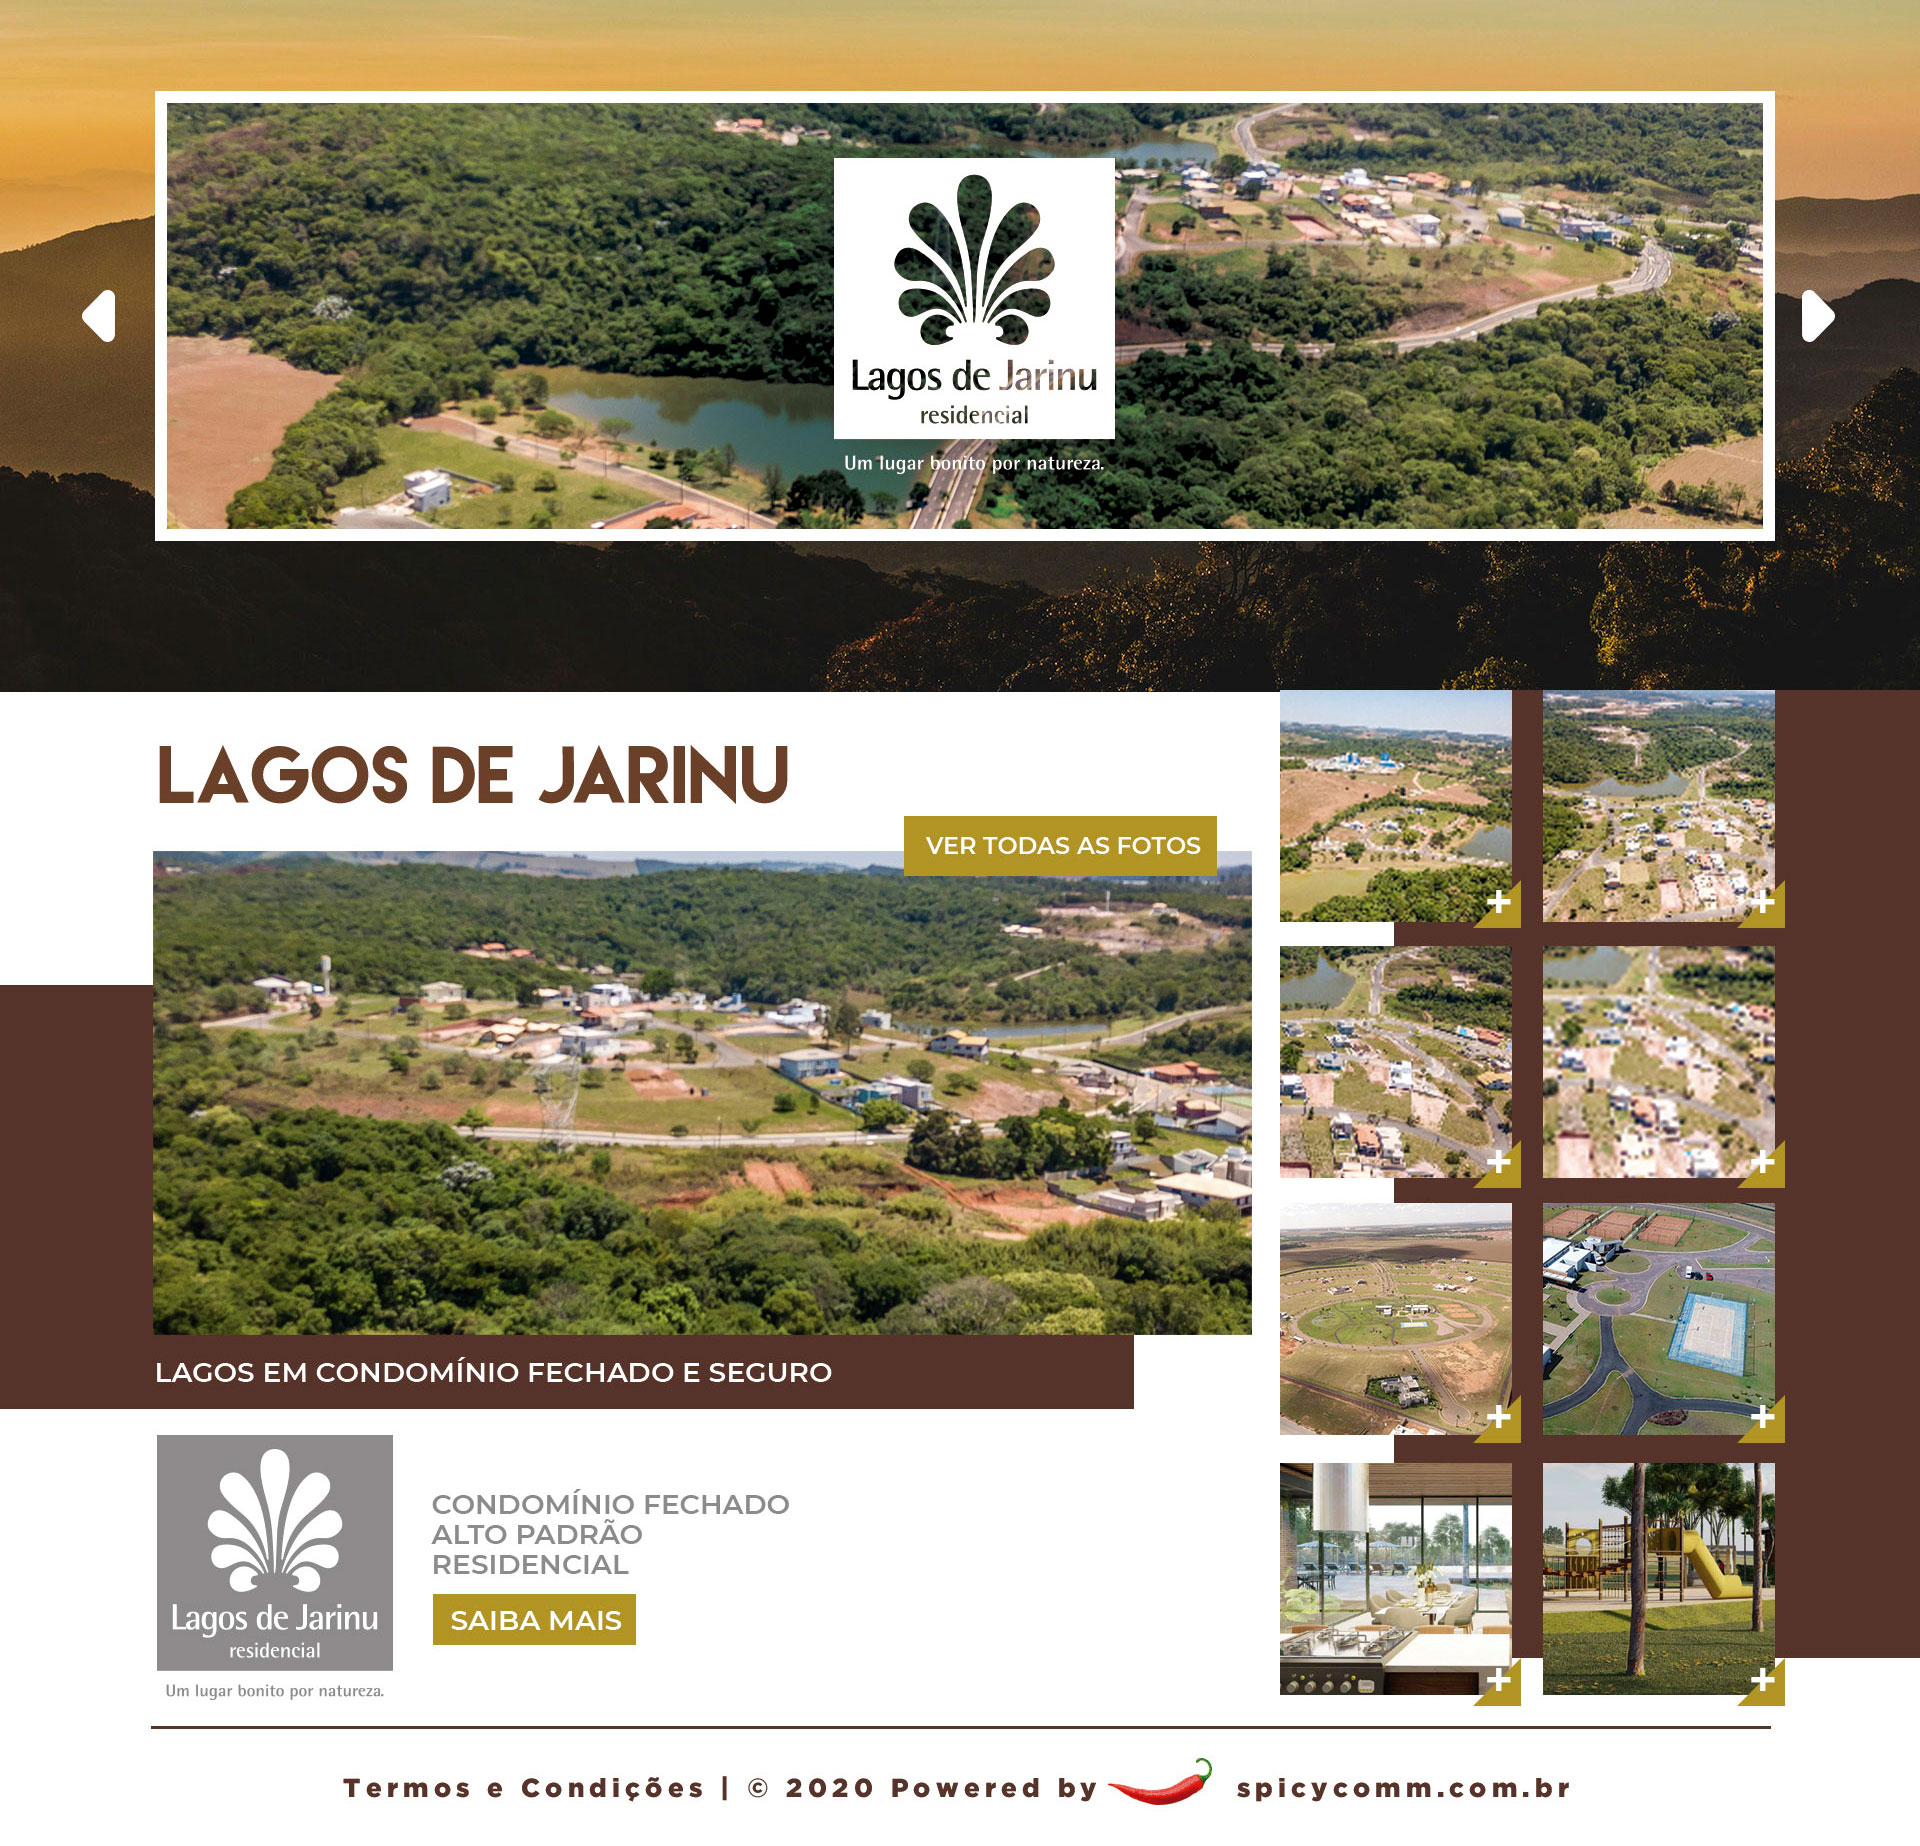 Lagos de Jarinu
residencial
Um lugar bonito por natureza.
LAGOS DE JARINU
VER TODAS AS FOTOS
LAGOS EM CONDOMÍNIO FECHADO E SEGURO
Lagos de Jarinu
residencial
Um lugar bonito por natureza.
CONDOMÍNIO FECHADO
ALTO PADRÃO
RESIDENCIAL
SAIBA MAIS
Termos e Condições | © 2020 Powered by spicycomm.com.br